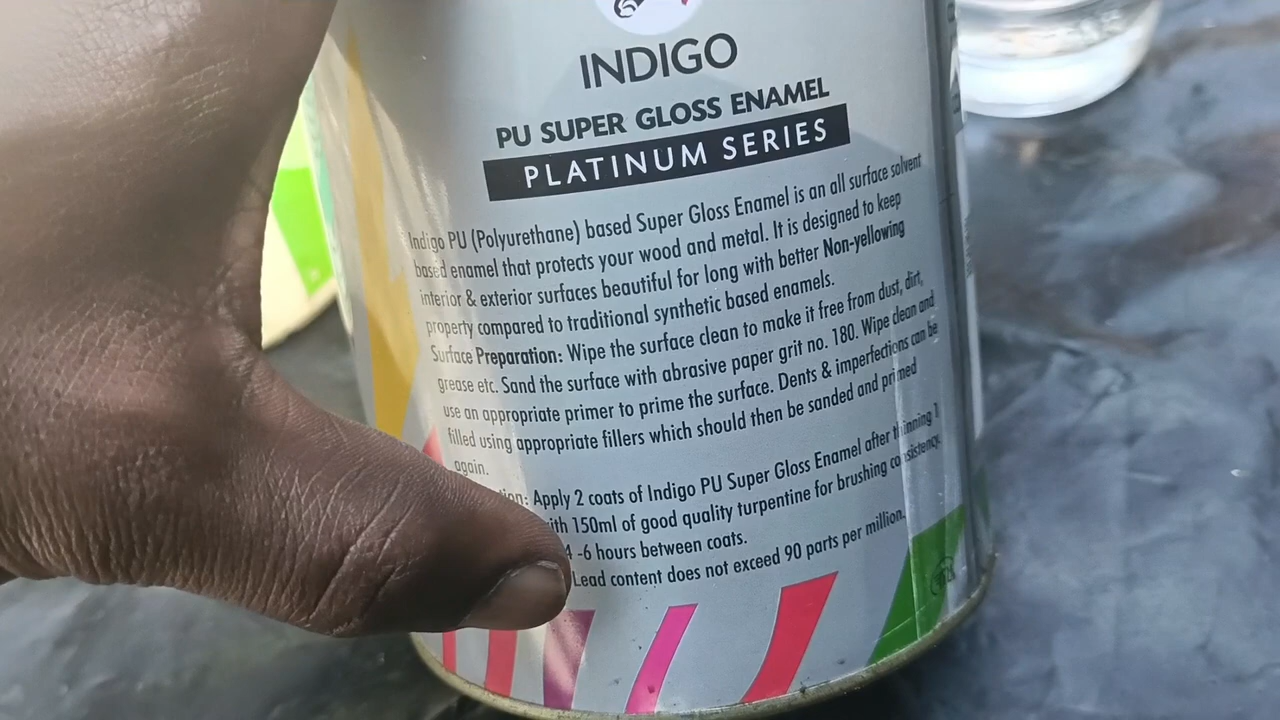 INDIGO
PU SUPER GLOSS ENAMEL
PLATINUM SERIES
Indigo PU (Polyurethane) based Super Gloss Enamel is an all surface solvent
based enamel that protects your wood and metal. It is designed to keep
interior & exterior surfaces beautiful for long with better Non-yellowing
property compared to traditional synthetic based enamels.
Surface Preparation: Wipe the surface clean to make it free from dust, dirt,
grease etc. Sand the surface with abrasive paper grit no. 180. Wipe clean and
use an appropriate primer to prime the surface. Dents & imperfections can be
filled using appropriate fillers which should then be sanded and primed
again.
Apply 2 coats of Indigo PU Super Gloss Enamel after thinning 1
150ml of good quality turpentine for brushing consistency.
4 -6 hours between coats.
Lead content does not exceed 90 parts per million.